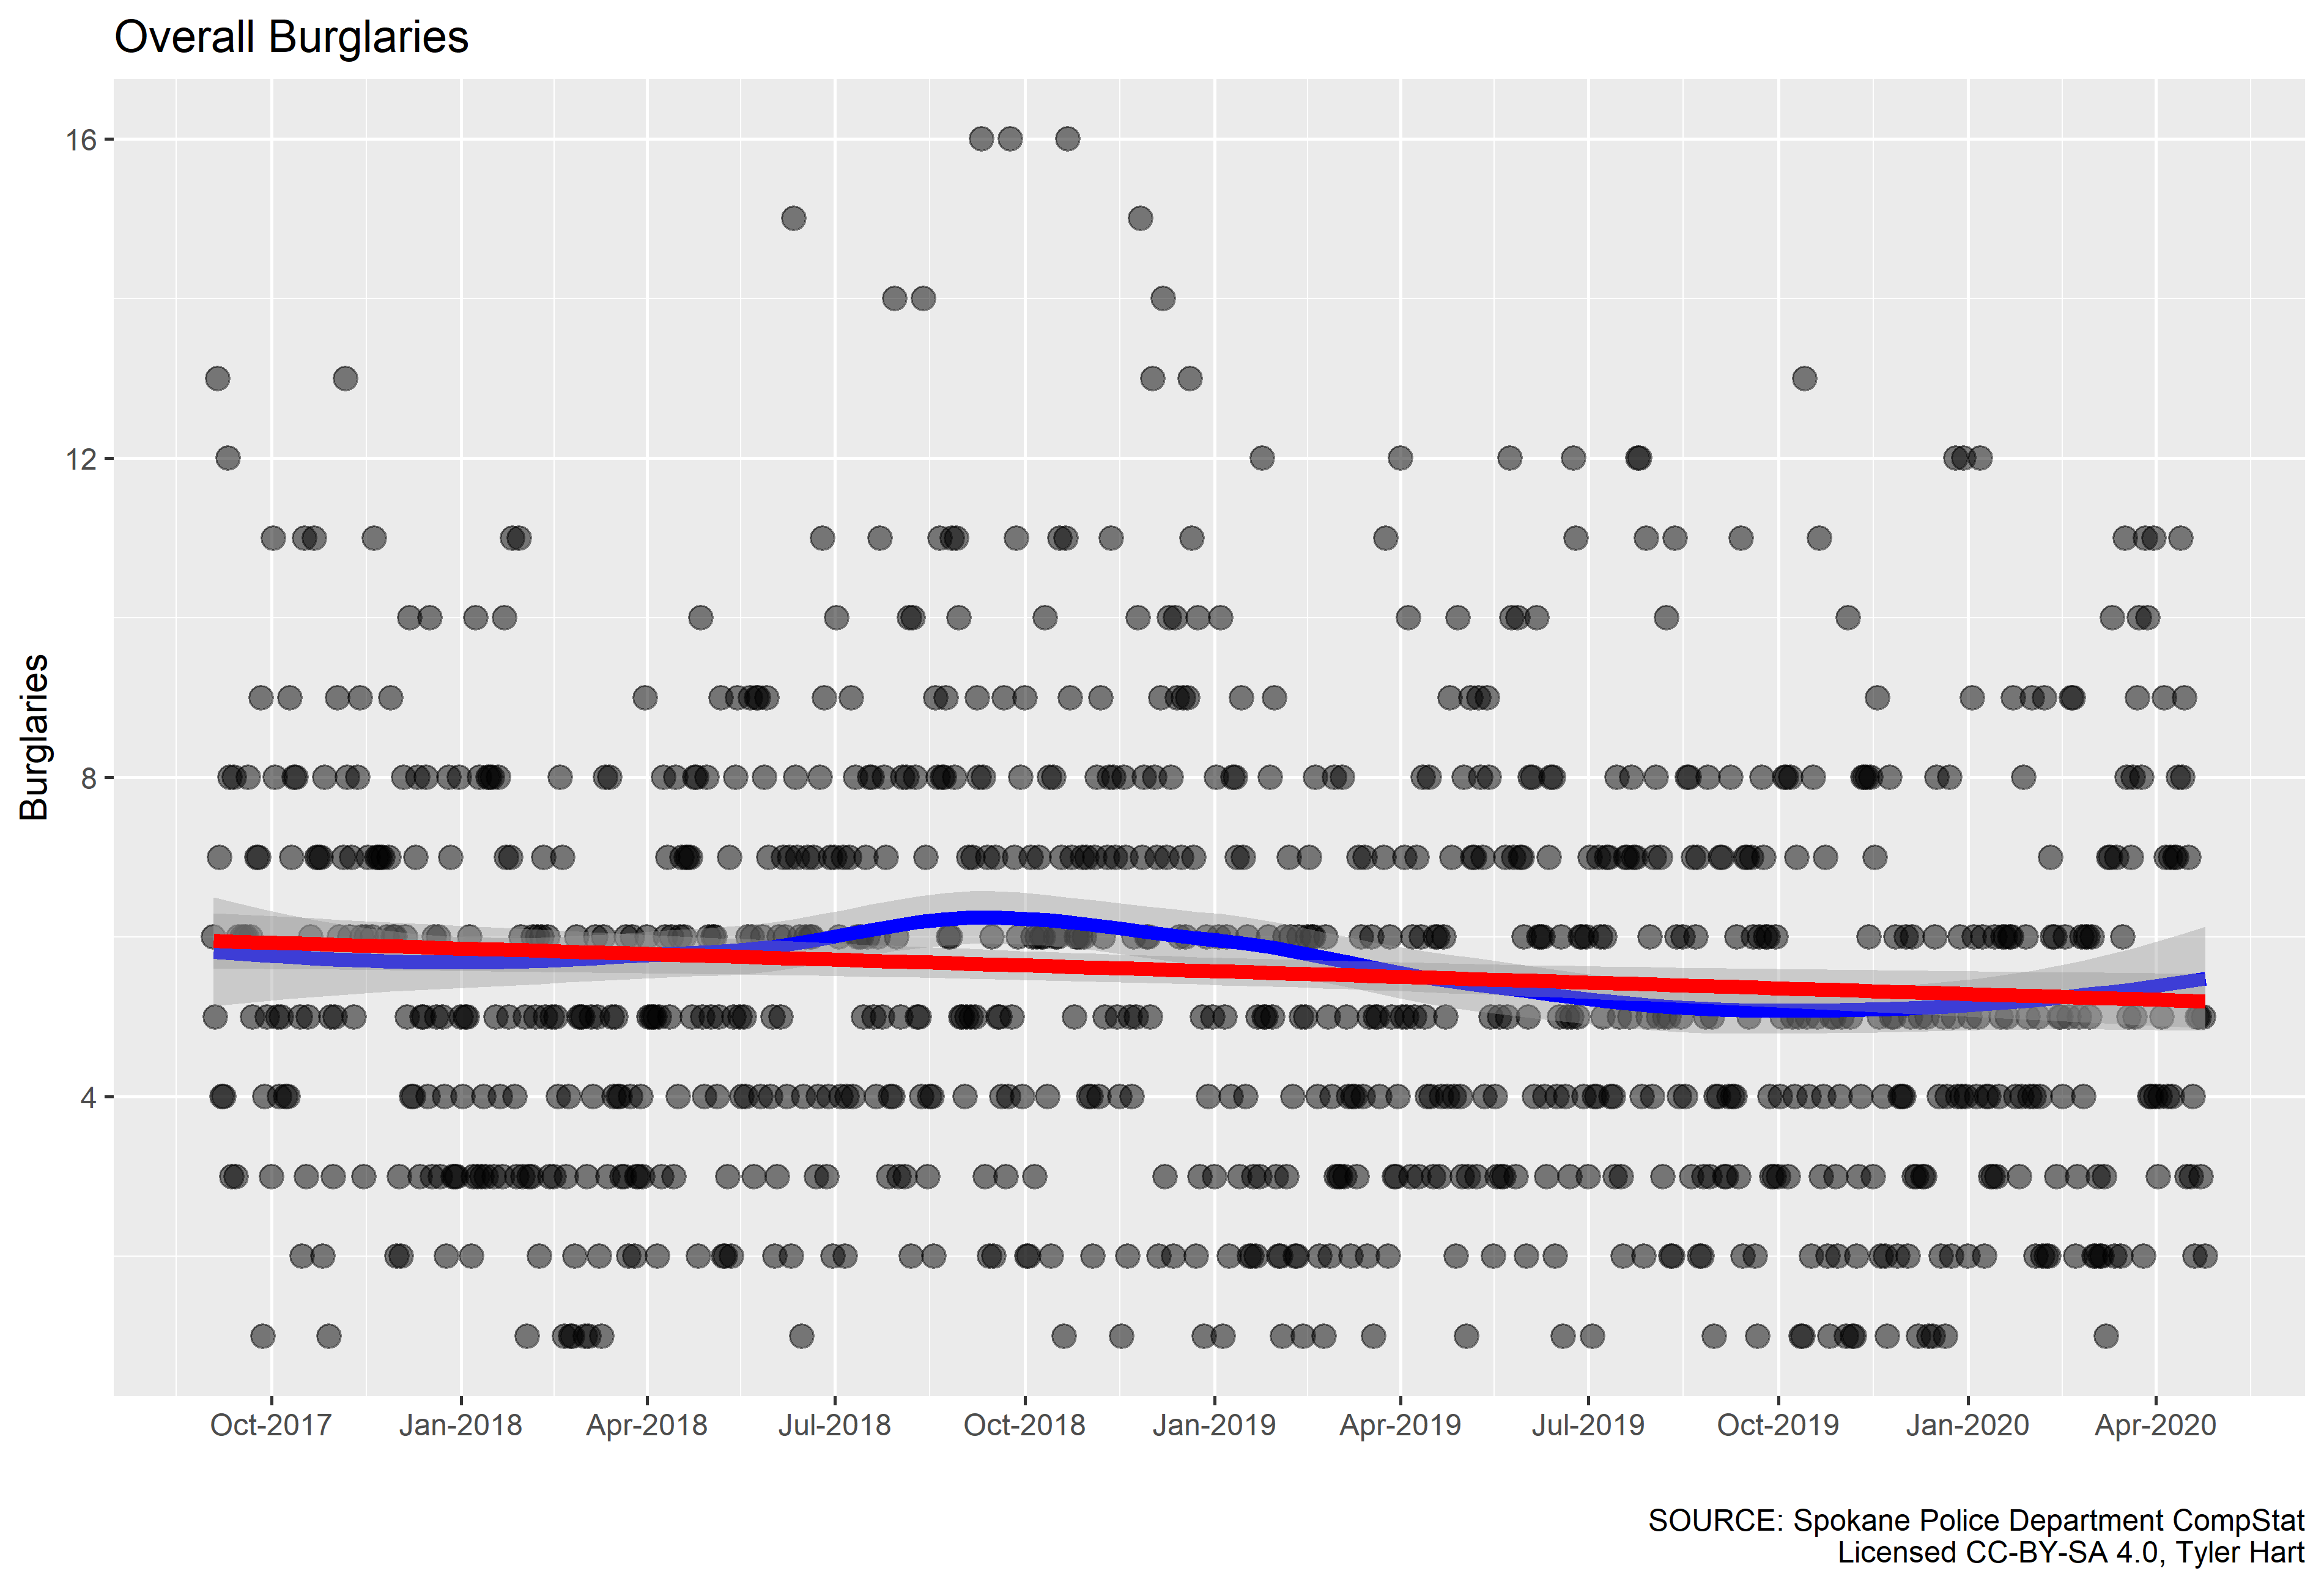 Overall Burglaries
Burglaries
16
12
8
4
Oct-2017 Jan-2018 Apr-2018 Jul-2018 Oct-2018 Jan-2019 Apr-2019 Jul-2019 Oct-2019 Jan-2020 Apr-2020
SOURCE: Spokane Police Department CompStat
Licensed CC-BY-SA 4.0, Tyler Hart